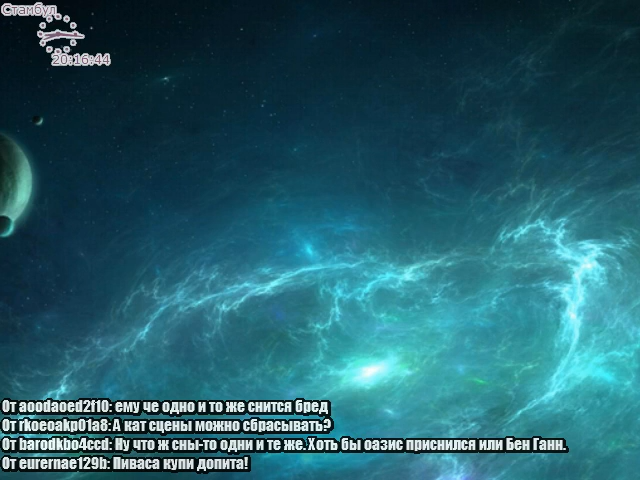 Стамбул
20:16:44
От aoodaoed2f10: ему че одно и то же снится бред
От rkoeoakp01a8: А кат сцены можно сбрасывать?
От barodkbo4ccd: Ну что ж сны-то одни и те же. Хоть бы оазис приснился или Бен Ганн.
От eurernae129b: Пиваса купи допита!